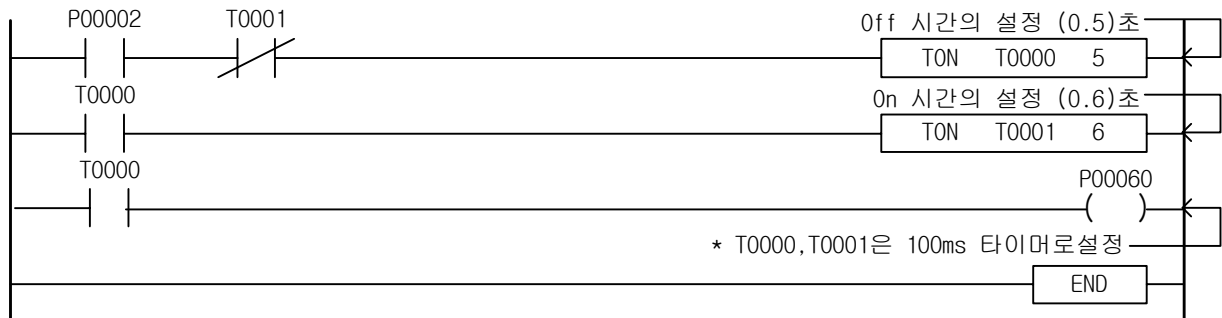 P00002 T0001
Off 시간의 설정 (0.5)초
TON T0000 5
T0000
On 시간의 설정 (0.6)초
TON T0001 6
T0000
P00060
* T0000,T0001은 100ms 타이머로설정
END